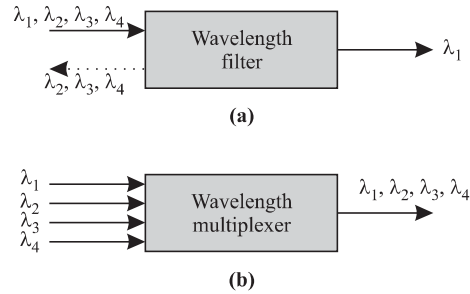 λ1, λ2, λ3, λ4
Wavelength
filter
λ1
λ2, λ3, λ4
(a)
λ1
λ2
λ3
λ4
Wavelength
multiplexer
λ1, λ2, λ3, λ4
(b)